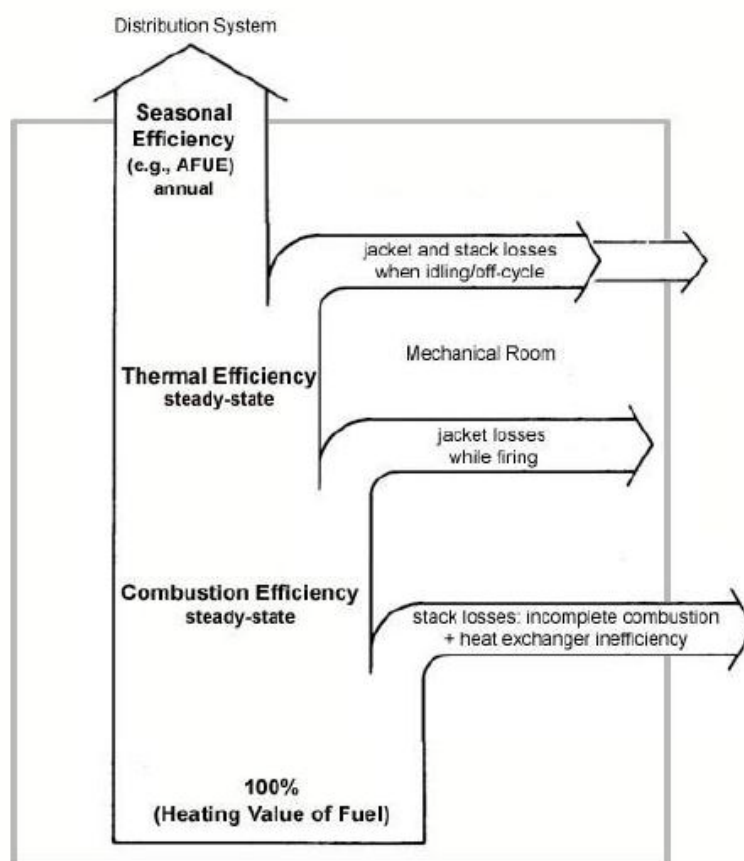 Distribution System
Seasonal
Efficiency
(e.g., AFUE)
annual
jacket and stack losses
when idling/off-cycle
Mechanical Room
Thermal Efficiency
steady-state
jacket losses
while firing
Combustion Efficiency
steady-state
stack losses: incomplete combustion
+ heat exchanger inefficiency
100%
(Heating Value of Fuel)